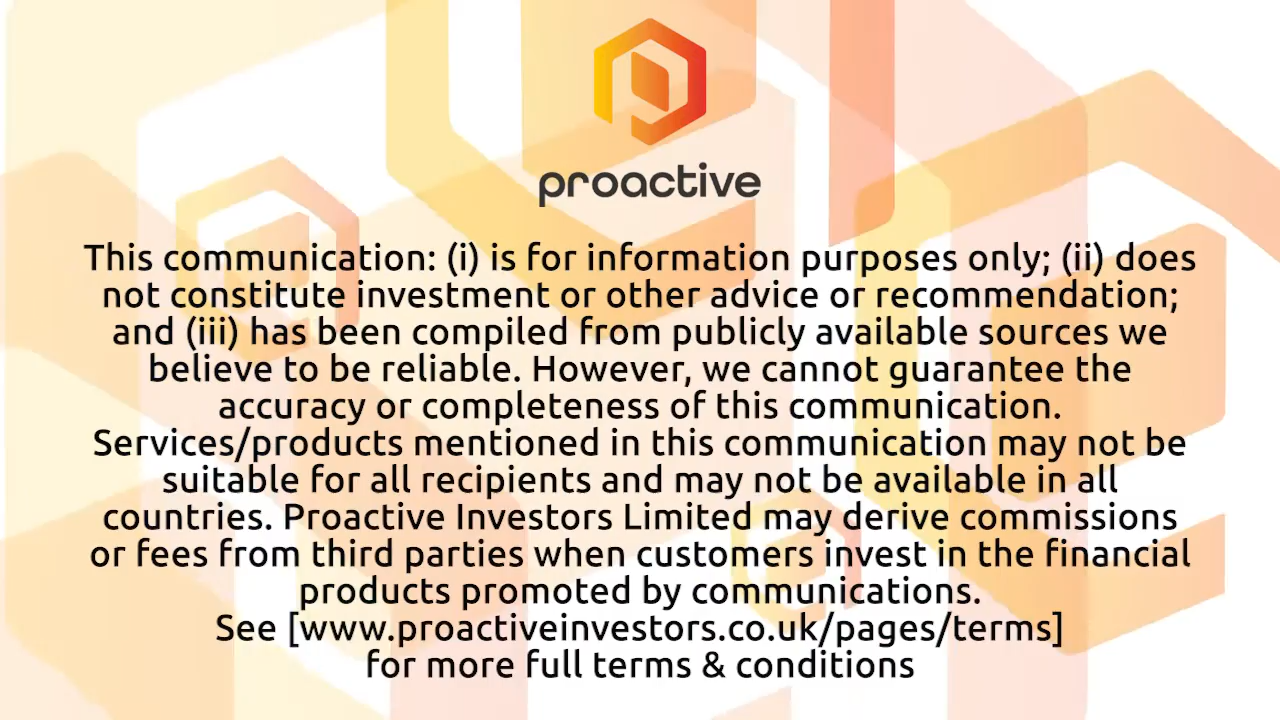 proactive
This communication: (i) is for information purposes only; (ii) does
not constitute investment or other advice or recommendation;
and (iii) has been compiled from publicly available sources we
believe to be reliable. However, we cannot guarantee the
accuracy or completeness of this communication.
Services/products mentioned in this communication may not be
suitable for all recipients and may not be available in all
countries. Proactive Investors Limited may derive commissions
or fees from third parties when customers invest in the financial
products promoted by communications.
See [www.proactiveinvestors.co.uk/pages/terms]
for more full terms & conditions